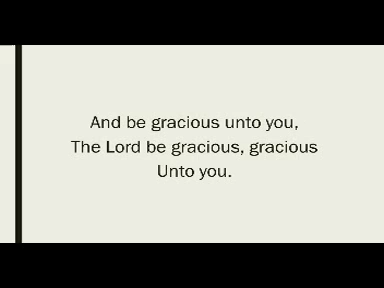 And be gracious unto you,
The Lord be gracious, gracious
Unto you.